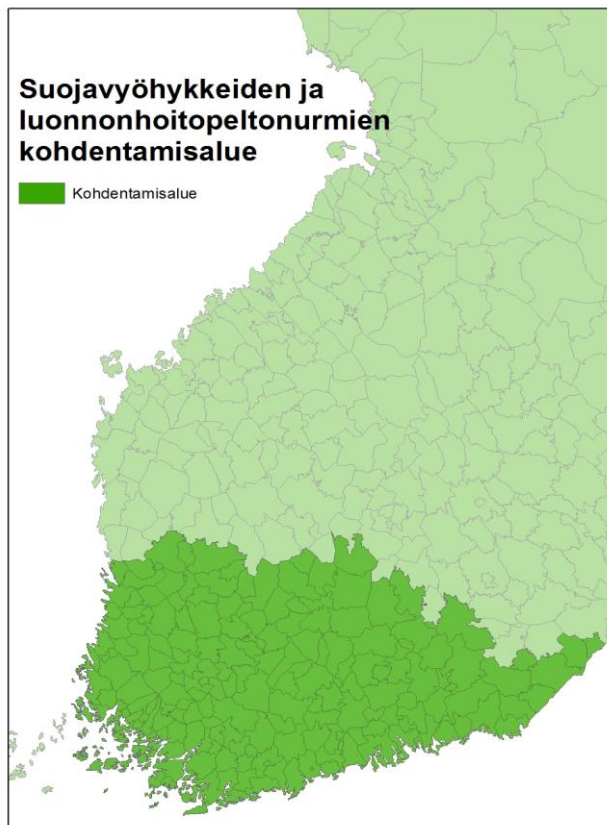 Suojavyöhykkeiden ja
luonnonhoitopeltonurmien
kohdentamisalue
Kohdentamisalue